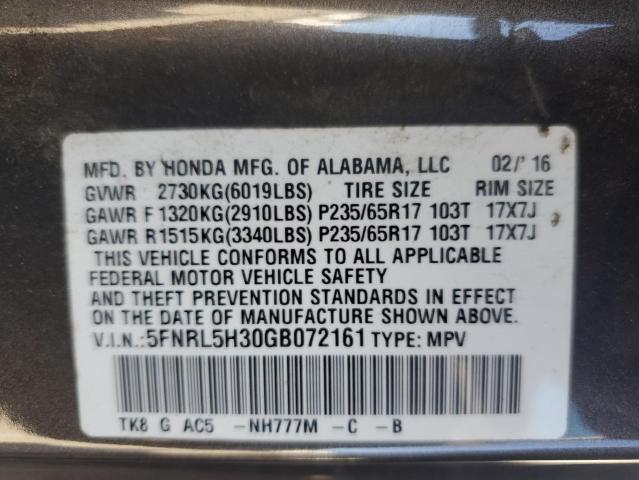 MFD. BY HONDA MFG. OF ALABAMA, LLC 02/'16
GVWR 2730KG(6019LBS) TIRE SIZE RIM SIZE
GAWR F 1320KG(2910LBS) P235/65R17 103T 17X7J
GAWR R1515KG(3340LBS) P235/65R17 103T 17X7J
THIS VEHICLE CONFORMS TO ALL APPLICABLE
FEDERAL MOTOR VEHICLE SAFETY
AND THEFT PREVENTION STANDARDS IN EFFECT
ON THE DATE OF MANUFACTURE SHOWN ABOVE.
V.I.N.:5FNRL5H30GB072161 TYPE: MPV
TK8 G AC5 -NH777M -C -B